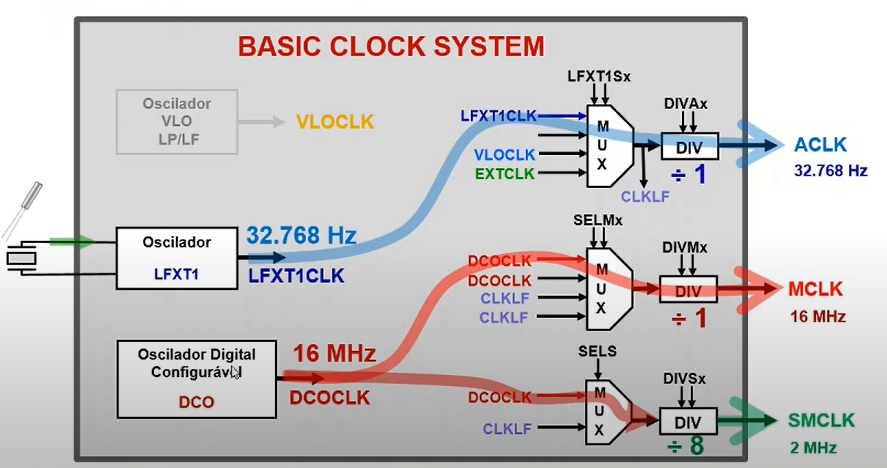 BASIC CLOCK SYSTEM
Oscilador
VLO
LP/LF
VLOCLK
LFXT1Sx
LFXT1CLK
VLOCLK
EXTCLK
M
U
X
DIVAx
DIV
÷ 1
CLKLF
ACLK
32.768 Hz
Oscilador
LFXT1
32.768 Hz
LFXT1CLK
SELMx
DCOCLK
DCOCLK
CLKLF
CLKLF
M
U
X
DIVMx
DIV
÷ 1
MCLK
16 MHz
Oscilador Digital
Configurável
DCO
16 MHz
DCOCLK
SELS
DCOCLK
CLKLF
M
U
X
DIVSx
DIV
÷ 8
SMCLK
2 MHz